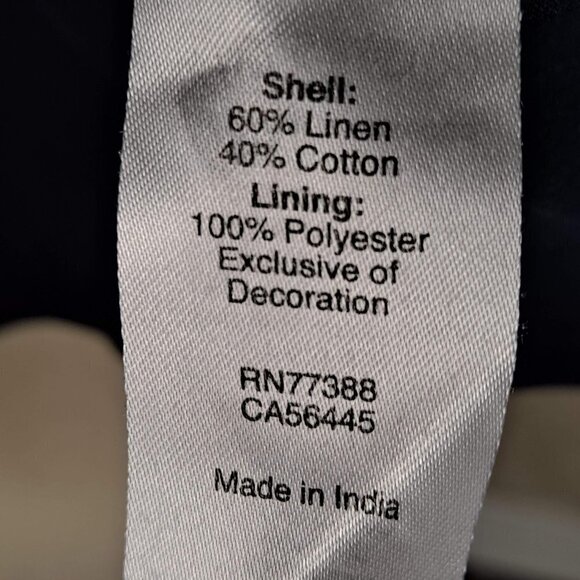 Shell:
60% Linen
40% Cotton
Lining:
100% Polyester
Exclusive of
Decoration
RN77388
CA56445
Made in India